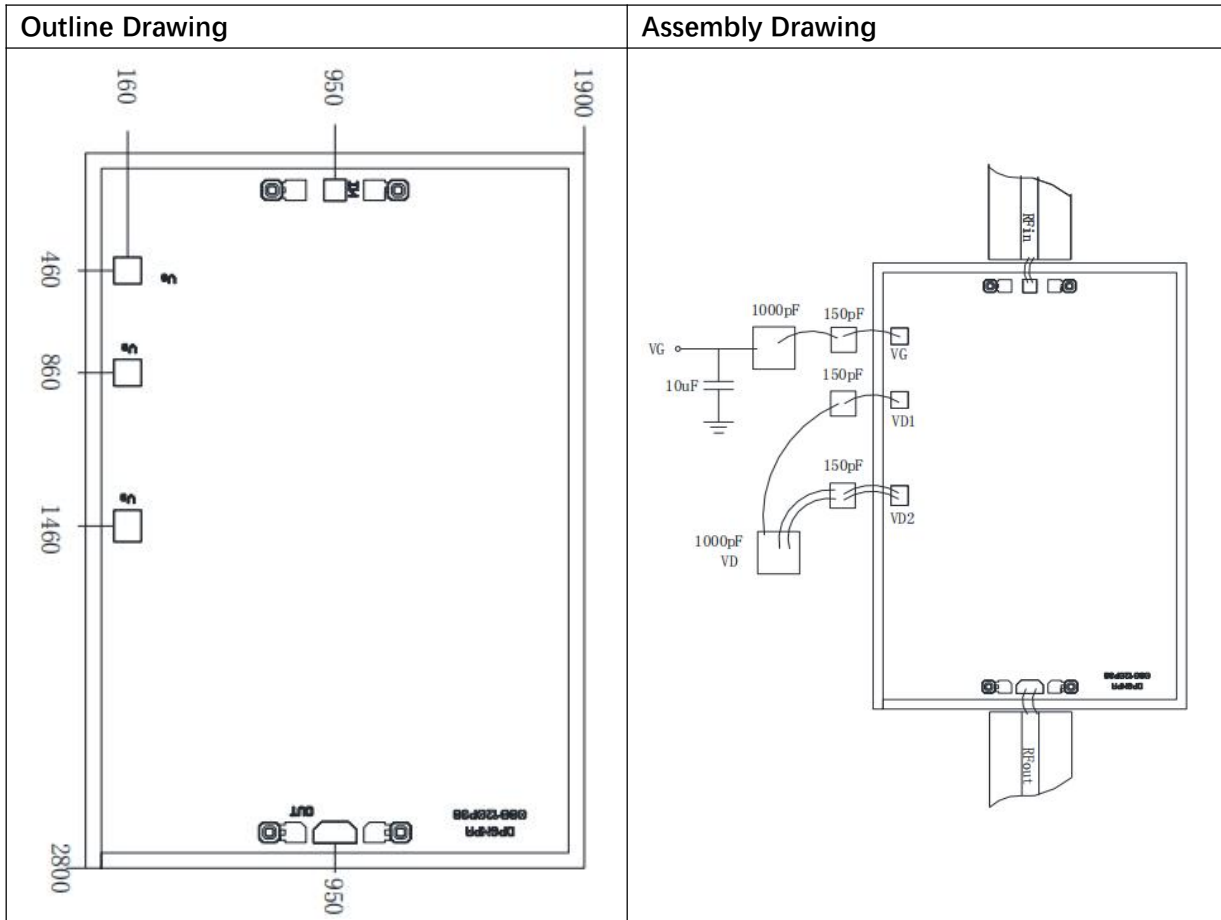 Outline Drawing
Assembly Drawing
160
950
1900
IN
460
860
1460
2800
OUT
950
RFin
1000pF
150pF
VG
VG
10uF
150pF
VD1
150pF
VD2
1000pF
VD
RFout